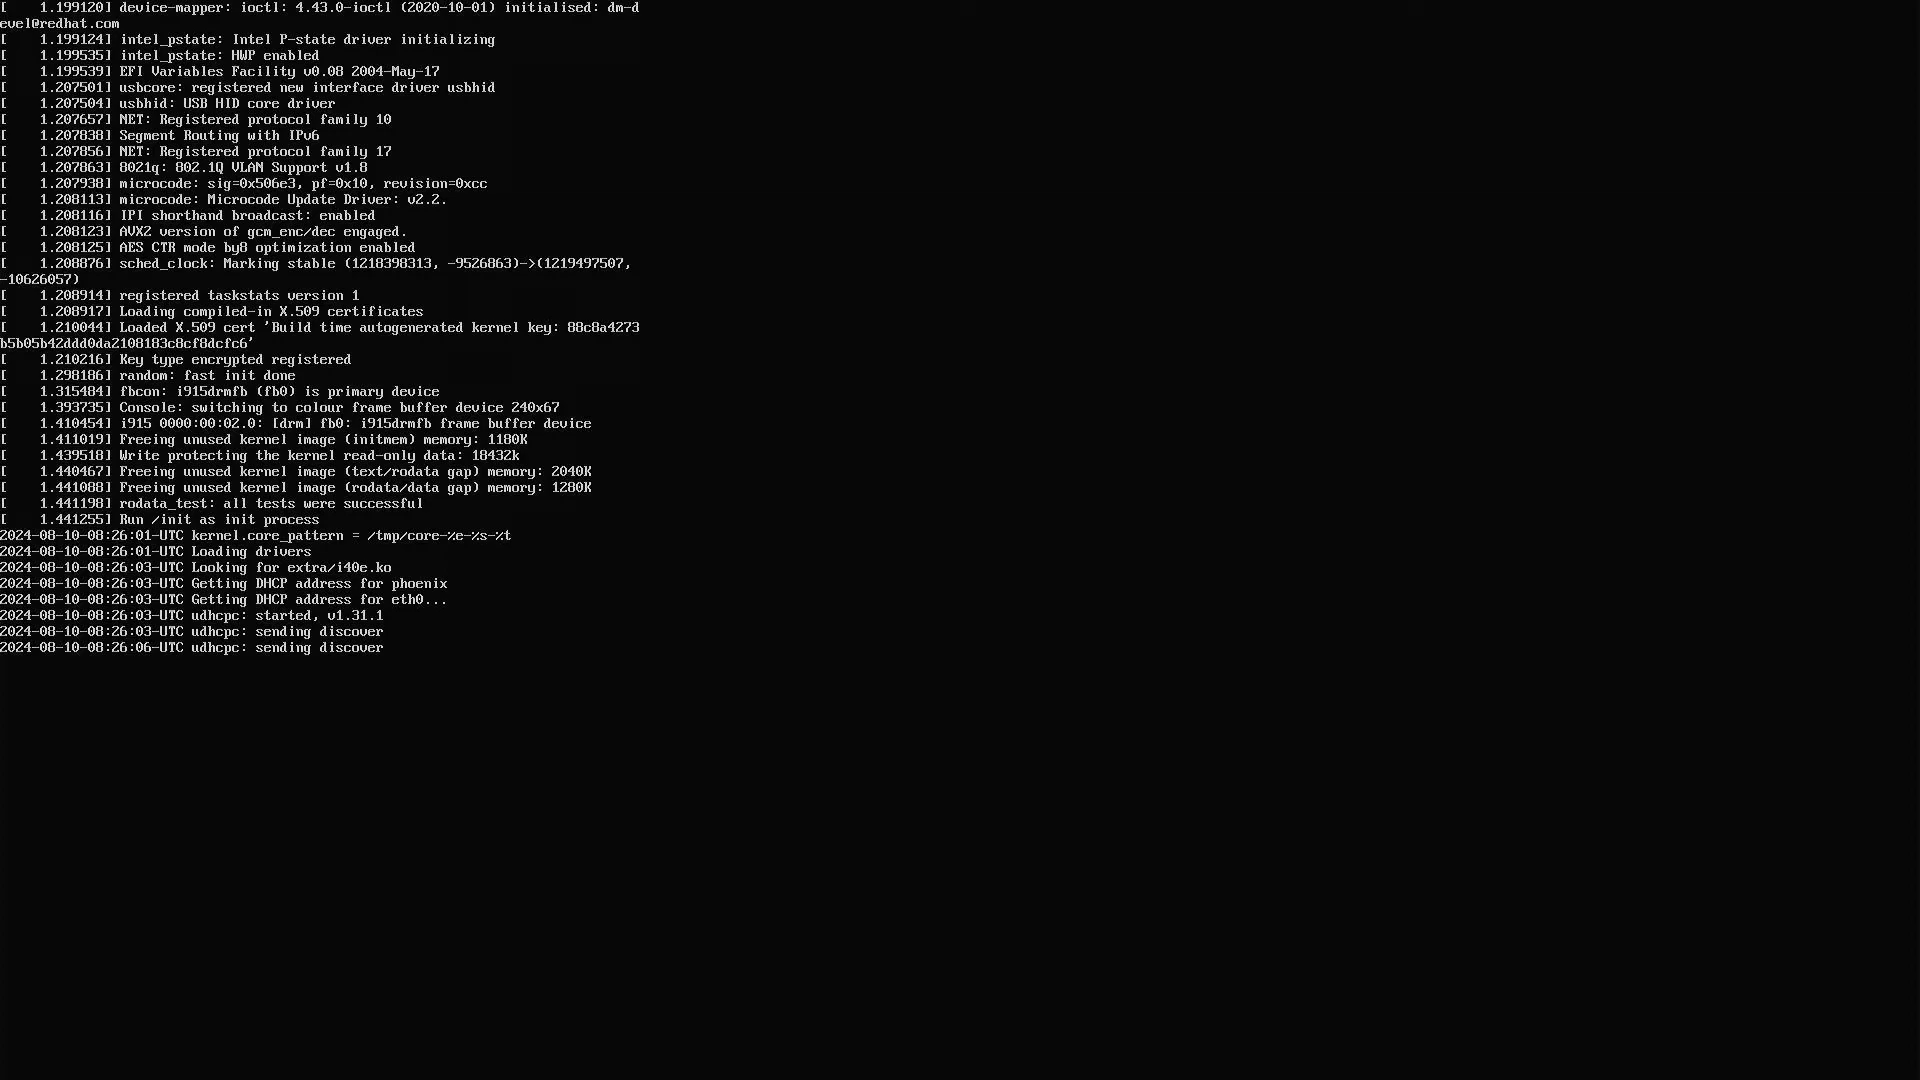 [    1.199120] device-mapper: ioctl: 4.43.0-ioctl (2020-10-01) initialised: dm-d
evel@redhat.com
[    1.199124] intel_pstate: Intel P-state driver initializing
[    1.199535] intel_pstate: HWP enabled
[    1.199539] EFI Variables Facility v0.08 2004-May-17
[    1.207501] usbcore: registered new interface driver usbhid
[    1.207504] usbhid: USB HID core driver
[    1.207657] NET: Registered protocol family 10
[    1.207838] Segment Routing with IPv6
[    1.207856] NET: Registered protocol family 17
[    1.207863] 8021q: 802.1Q VLAN Support v1.8
[    1.207938] microcode: sig=0x506e3, pf=0x10, revision=0xcc
[    1.208113] microcode: Microcode Update Driver: v2.2.
[    1.208116] IPI shorthand broadcast: enabled
[    1.208123] AVX2 version of gcm_enc/dec engaged.
[    1.208125] AES CTR mode by8 optimization enabled
[    1.208876] sched_clock: Marking stable (1218398313, -9526863)->(1219497507,
-10626057)
[    1.208914] registered taskstats version 1
[    1.208917] Loading compiled-in X.509 certificates
[    1.210044] Loaded X.509 cert 'Build time autogenerated kernel key: 88c8a4273
b5b05b42ddd0da2108183c8cf8dcfc6'
[    1.210216] Key type encrypted registered
[    1.298186] random: fast init done
[    1.315484] fbcon: i915drmfb (fb0) is primary device
[    1.393735] Console: switching to colour frame buffer device 240x67
[    1.410454] i915 0000:00:02.0: [drm] fb0: i915drmfb frame buffer device
[    1.411019] Freeing unused kernel image (initmem) memory: 1180K
[    1.439518] Write protecting the kernel read-only data: 18432k
[    1.440467] Freeing unused kernel image (text/rodata gap) memory: 2040K
[    1.441088] Freeing unused kernel image (rodata/data gap) memory: 1280K
[    1.441198] rodata_test: all tests were successful
[    1.441255] Run /init as init process
2024-08-10-08:26:01-UTC kernel.core_pattern = /tmp/core-%e-%s-%t
2024-08-10-08:26:01-UTC Loading drivers
2024-08-10-08:26:03-UTC Looking for extra/i40e.ko
2024-08-10-08:26:03-UTC Getting DHCP address for phoenix
2024-08-10-08:26:03-UTC Getting DHCP address for eth0...
2024-08-10-08:26:03-UTC udhcpc: started, v1.31.1
2024-08-10-08:26:03-UTC udhcpc: sending discover
2024-08-10-08:26:06-UTC udhcpc: sending discover